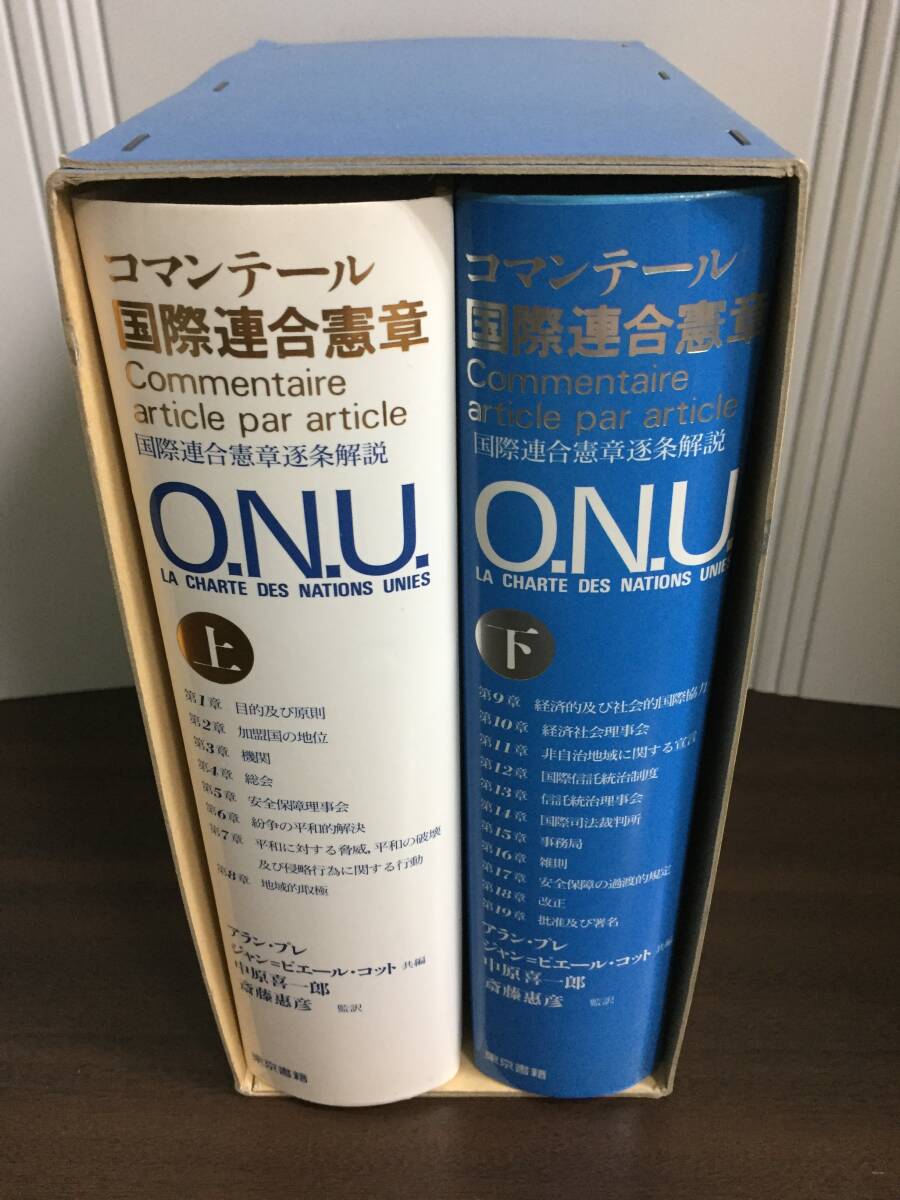 コマンテール
国際連合憲章
Commentaire
article par article
国際連合憲章逐条解説
O.N.U.
LA CHARTE DES NATIONS UNIES
上
第1章 目的及び原則
第2章 加盟国の地位
第3章 機関
第4章 総会
第5章 安全保障理事会
第6章 紛争の平和的解決
第7章 平和に対する脅威,平和の破壊
及び侵略行為に関する行動
第8章 地域的取極
アラン・プレ
ジャン=ピエール・コット 共編
中原喜一郎
斎藤惠彦 監訳
東京書籍
コマンテール
国際連合憲章
Commentaire
article par article
国際連合憲章逐条解説
O.N.U.
LA CHARTE DES NATIONS UNIES
下
第9章 経済的及び社会的国際協力
第10章 経済社会理事会
第11章 非自治地域に関する宣言
第12章 国際信託統治制度
第13章 信託統治理事会
第14章 国際司法裁判所
第15章 事務局
第16章 雑則
第17章 安全保障の過渡的規定
第18章 改正
第19章 批准及び署名
アラン・プレ
ジャン=ピエール・コット 共編
中原喜一郎
斎藤惠彦 監訳
東京書籍